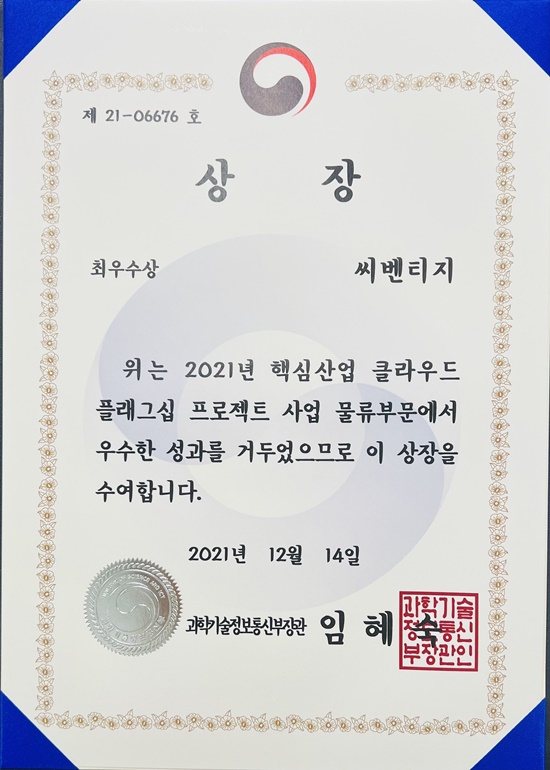 제 21-06676 호
상 장
최우수상 씨벤티지
위는 2021년 핵심산업 클라우드
플래그십 프로젝트 사업 물류부문에서
우수한 성과를 거두었으므로 이 상장을
수여합니다.
2021년 12월 14일
과학기술정보통신부장관 임 혜 숙
과학기술
정보통신
부장관인